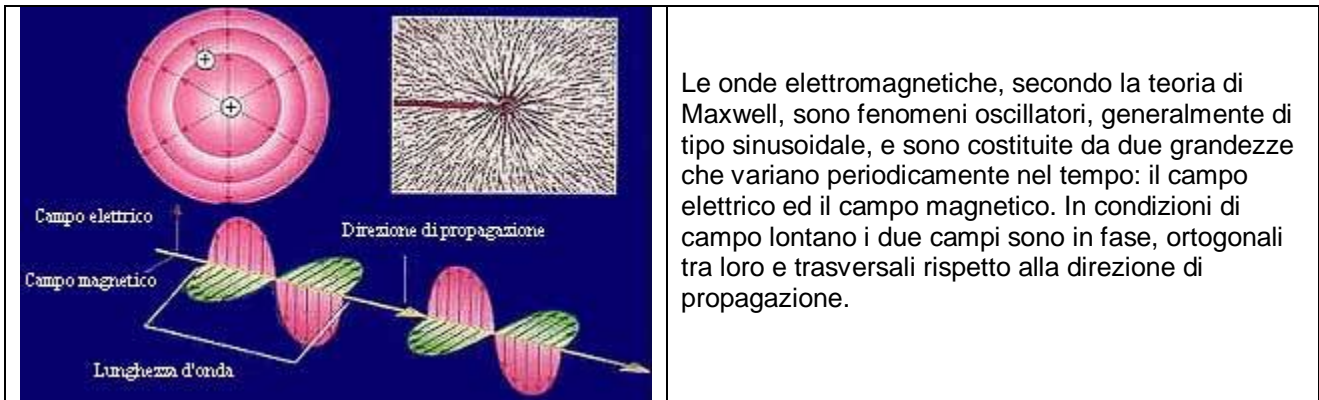 Campo elettrico
Direzione di propagazione
Campo magnetico
Lunghezza d'onda
Le onde elettromagnetiche, secondo la teoria di
Maxwell, sono fenomeni oscillatori, generalmente di
tipo sinusoidale, e sono costituite da due grandezze
che variano periodicamente nel tempo: il campo
elettrico ed il campo magnetico. In condizioni di
campo lontano i due campi sono in fase, ortogonali
tra loro e trasversali rispetto alla direzione di
propagazione.